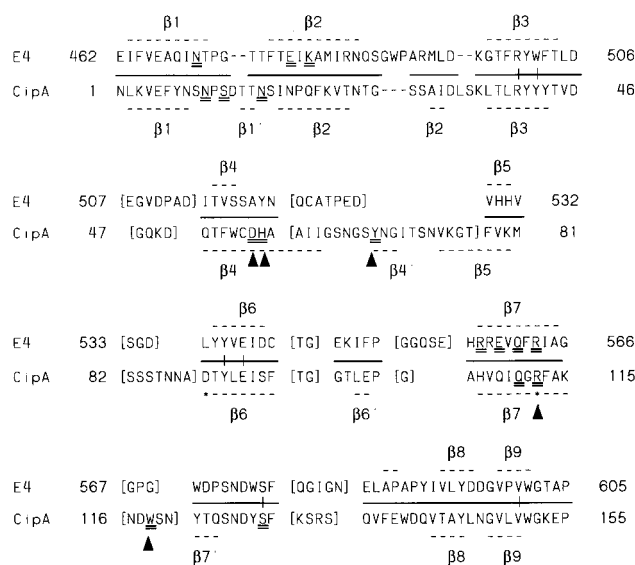 β1 β2 β3
E4 462 EIFVEAQINTPG--TTFTEIKAMIRNQSGWPARMLD--KGTFRYWFTLD 506
CipA 1 NLKVEFYNSNPSDTTNSINPQFKVTNTG---SSAIDLSKLTLRYYYTVD 46
β1 β1' β2 β2 β3
β4 β5
E4 507 [EGVDPAD] ITVSSAYN [QCATPED] VHHV 532
CipA 47 [GQKD] QTFWCDHA [AIIGSNGSYNGITSNVKGT] FVKM 81
β4 β4' β5
β6 β7
E4 533 [SGD] LYYVEIDC [TG] EKIFP [GGQSE] HRREVQFRIAG 566
CipA 82 [SSSTNNA] DTYLEISF [TG] GTLEP [G] AHVQIQGRFAK 115
β6 β6' β7
β8 β9
E4 567 [GPG] WDPSNDWSF [QGIGN] ELAPAPYIVLYDDGVPVWGTAP 605
CipA 116 [NDWSN] YTQSNDYSF [KSRS] QVFEWDQVTAYLNGVLVWGKEP 155
β7' β8 β9